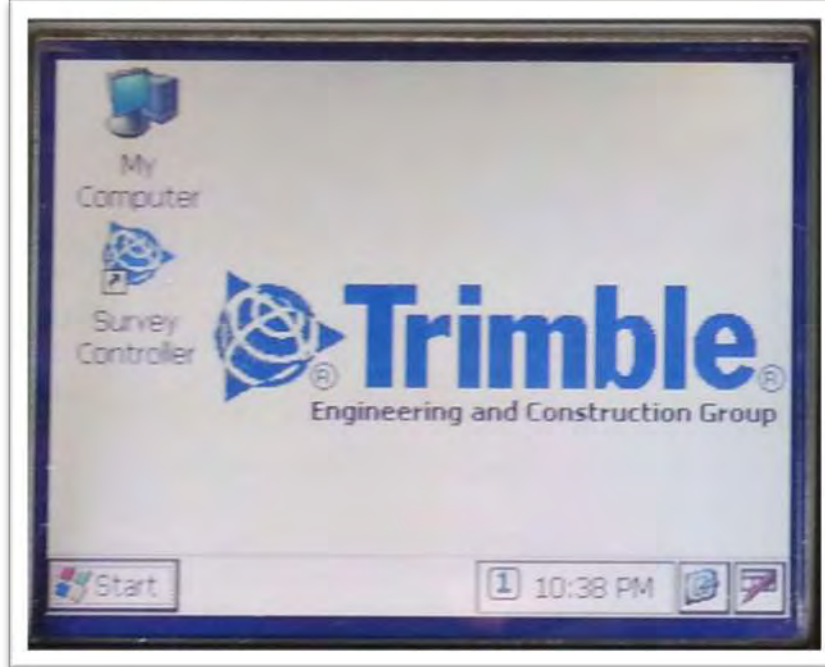 My
Computer
Survey
Controller
® Trimble®
Engineering and Construction Group
Start
1 10:38 PM